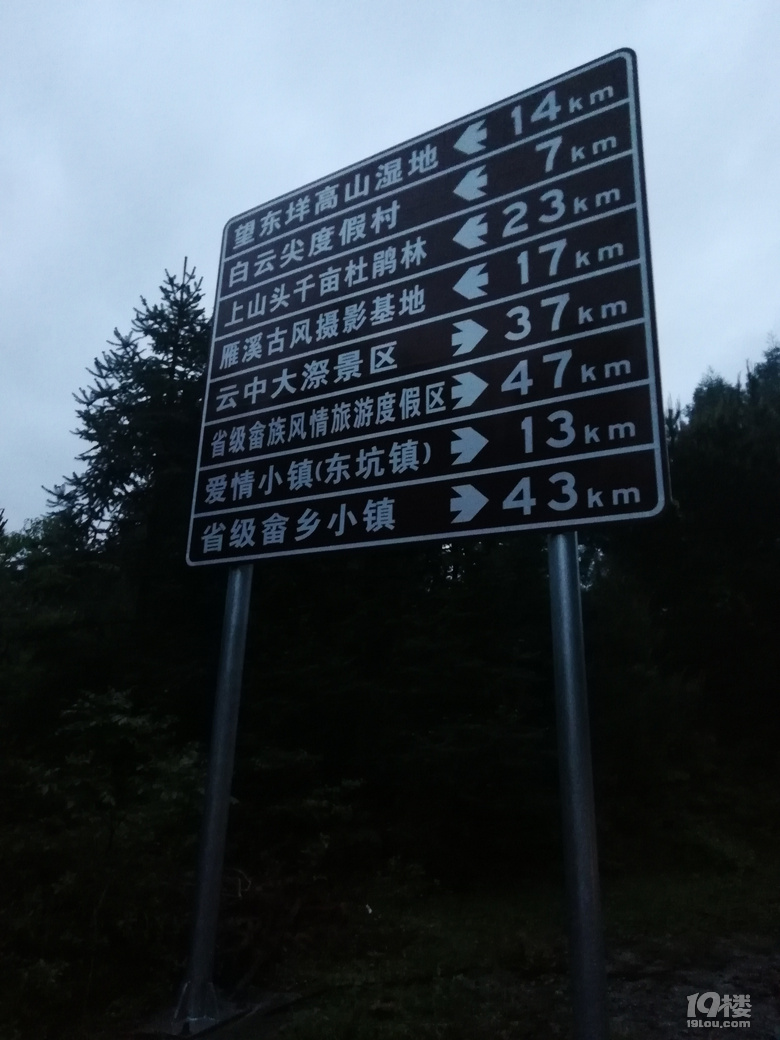 望东垟高山湿地 14km
白云尖度假村 7km
上山头千亩杜鹃林 23km
雁溪古风摄影基地 17km
云中大漈景区 37km
省级畲族风情旅游度假区 47km
爱情小镇(东坑镇) 13km
省级畲乡小镇 43km
19楼
19lou.com